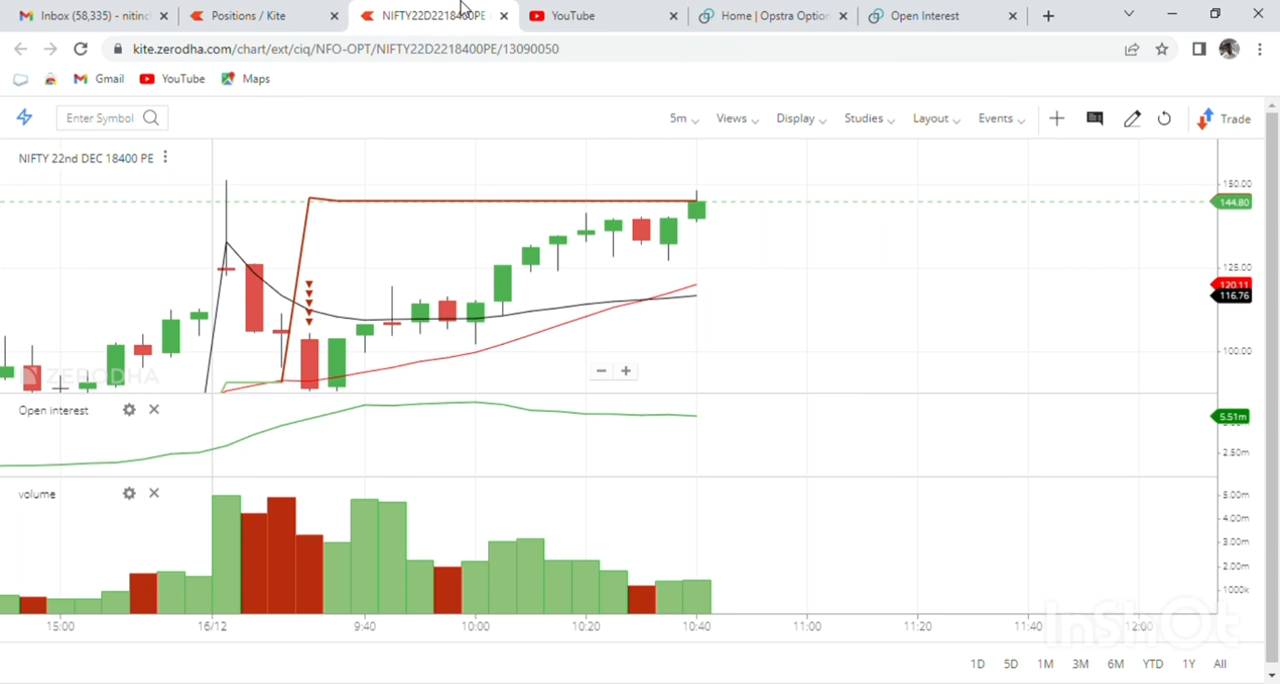 Inbox (58,335) - nitinc
Positions / Kite
NIFTY22D2218400PE
YouTube
Home | Opstra Option
Open Interest
kite.zerodha.com/chart/ext/ciq/NFO-OPT/NIFTY22D2218400PE/13090050
Gmail
YouTube
Maps
Enter Symbol
5m
Views
Display
Studies
Layout
Events
Trade
NIFTY 22nd DEC 18400 PE
150.00
144.80
125.00
120.11
116.76
100.00
ZERODHA
Open interest
5.51m
2.50m
volume
5.00m
4.00m
3.00m
2.00m
1000k
15:00
16/12
9:40
10:00
10:20
10:40
11:00
11:20
11:40
12:00
InShOt
1D
5D
1M
3M
6M
YTD
1Y
All